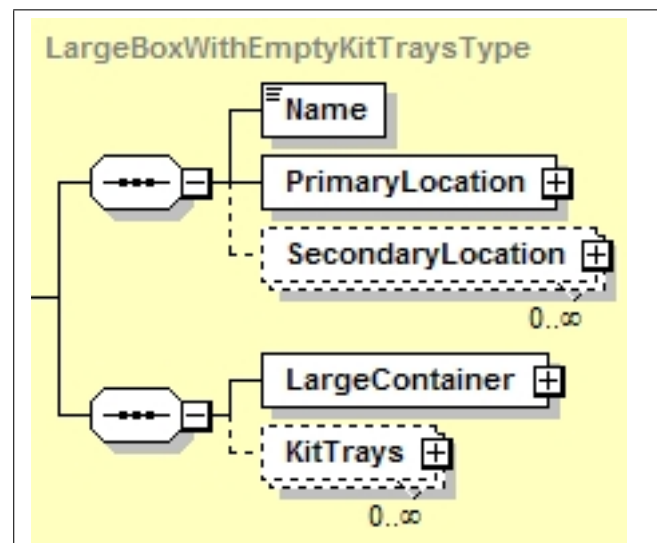 LargeBoxWithEmptyKitTraysType
Name
PrimaryLocation
SecondaryLocation
0..∞
LargeContainer
KitTrays
0..∞